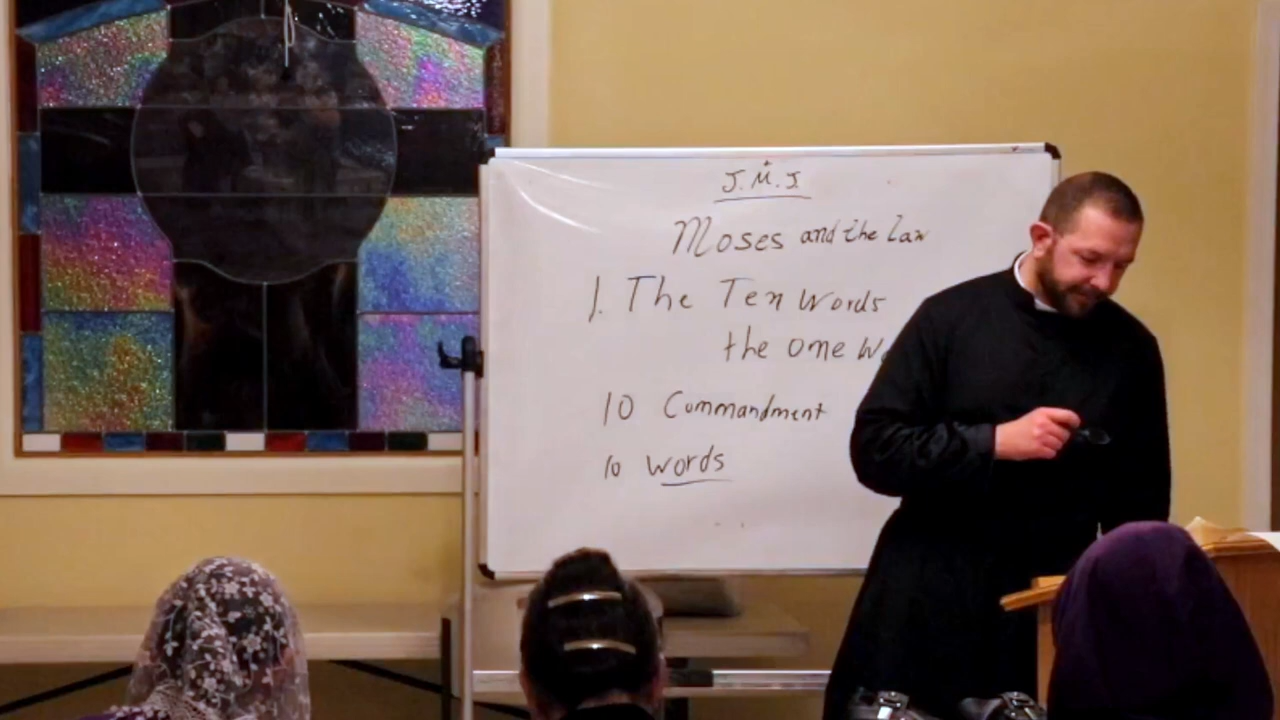 J.M.J.
Moses and the Law
1. The Ten Words
the One
10 Commandment
10 Words